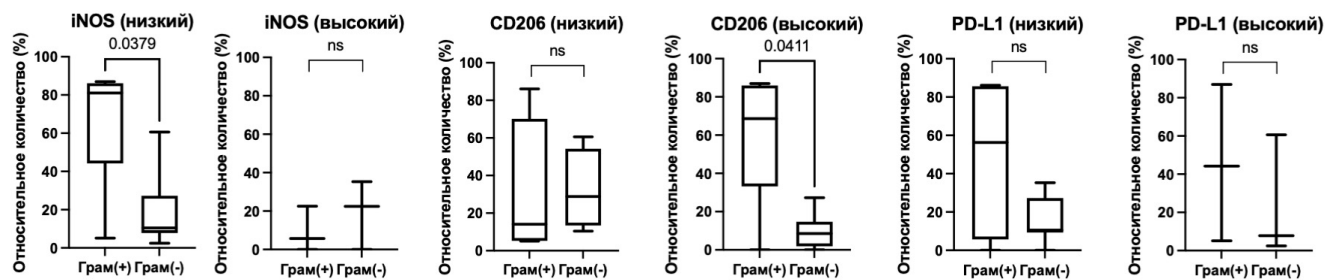 iNOS (низкий)
0.0379
Относительное количество (%)
100
80
60
40
20
0
Грам(+) Грам(-)
iNOS (высокий)
ns
Относительное количество (%)
100
80
60
40
20
0
Грам(+) Грам(-)
CD206 (низкий)
ns
Относительное количество (%)
100
80
60
40
20
0
Грам(+) Грам(-)
CD206 (высокий)
0.0411
Относительное количество (%)
100
80
60
40
20
0
Грам(+) Грам(-)
PD-L1 (низкий)
ns
Относительное количество (%)
100
80
60
40
20
0
Грам(+) Грам(-)
PD-L1 (высокий)
ns
Относительное количество (%)
100
80
60
40
20
0
Грам(+) Грам(-)